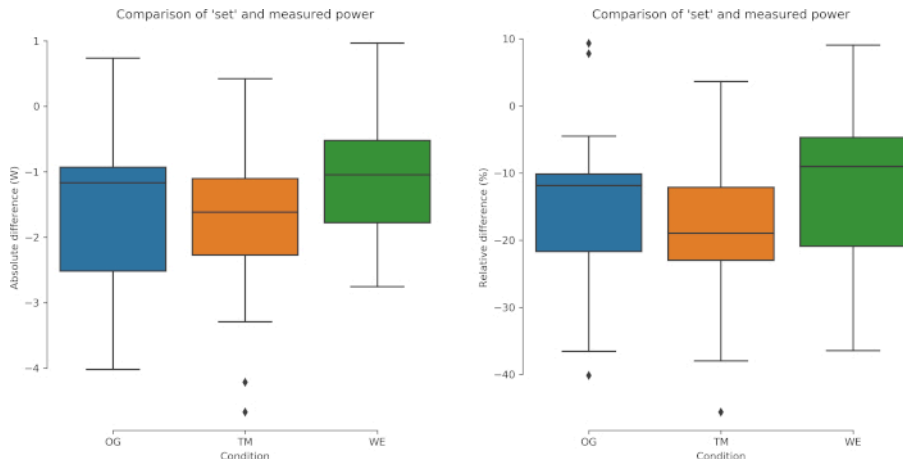 Comparison of 'set' and measured power
1
0
−1
−2
−3
−4
Absolute difference (W)
OG
TM
WE
Condition
Comparison of 'set' and measured power
10
0
−10
−20
−30
−40
Relative difference (%)
OG
TM
WE
Condition